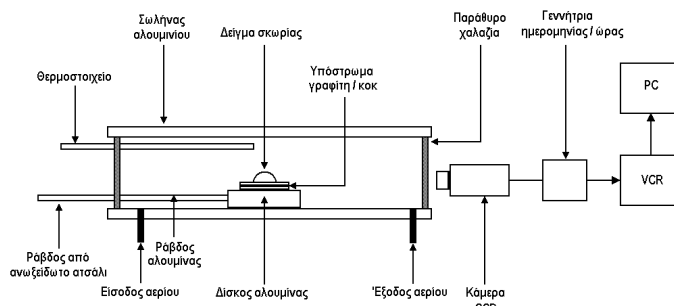 Σωλήνας
αλουμινίου
Δείγμα σκωρίας
Παράθυρο
χαλαζία
Γεννήτρια
ημερομηνίας / ώρας
Θερμοστοιχείο
Υπόστρωμα
γραφίτη / κοκ
PC
VCR
Ράβδος από
ανωξείδωτο ατσάλι
Ράβδος
αλουμίνας
Είσοδος αερίου
Δίσκος αλουμίνας
Έξοδος αερίου
Κάμερα